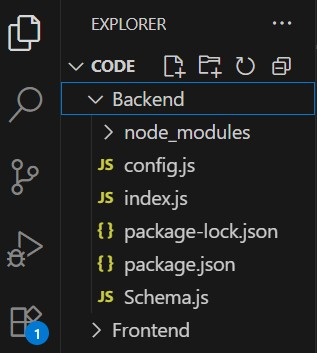 EXPLORER
CODE
Backend
node_modules
JS config.js
JS index.js
{} package-lock.json
{} package.json
JS Schema.js
1
Frontend